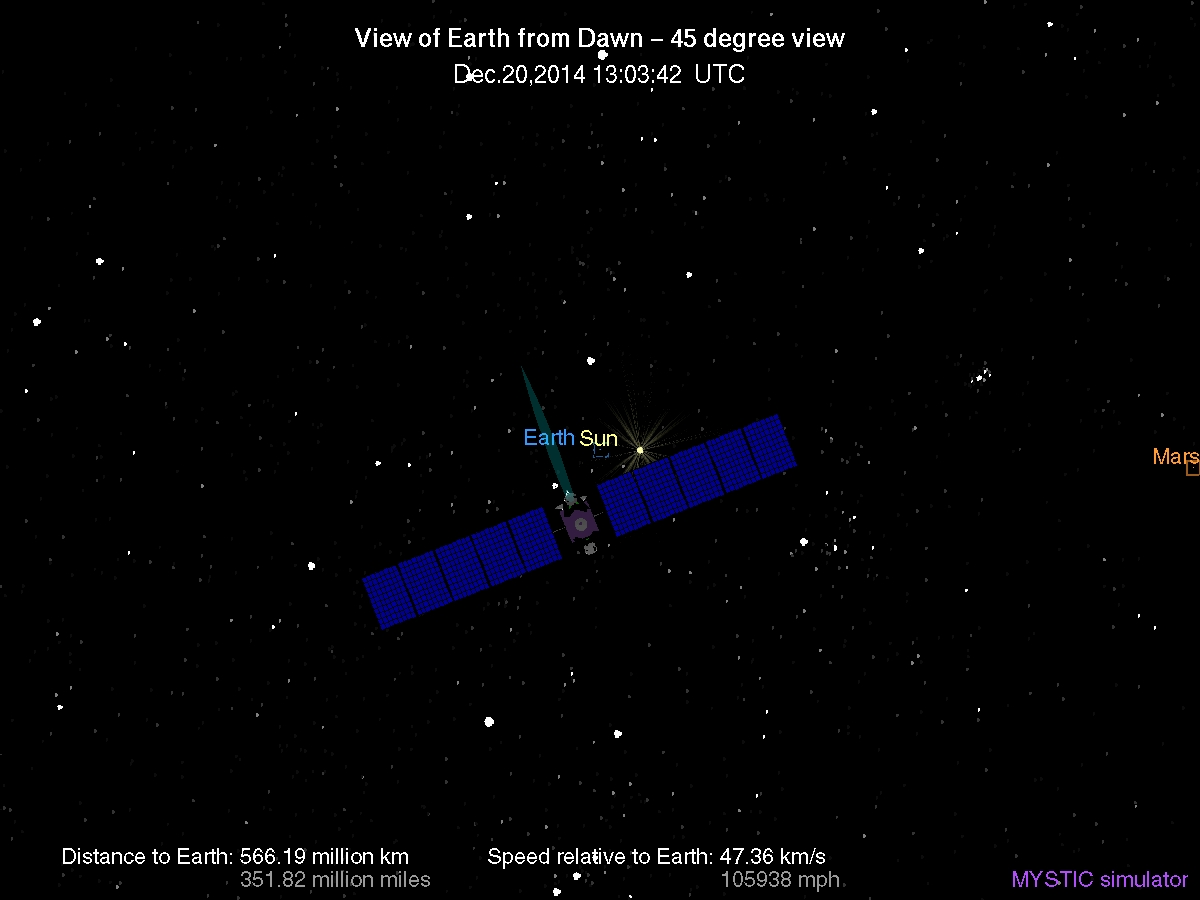 View of Earth from Dawn – 45 degree view
Dec.20,2014 13:03:42 UTC
Earth Sun
Mars
Distance to Earth: 566.19 million km Speed relative to Earth: 47.36 km/s
351.82 million miles 105938 mph
MYSTIC simulator